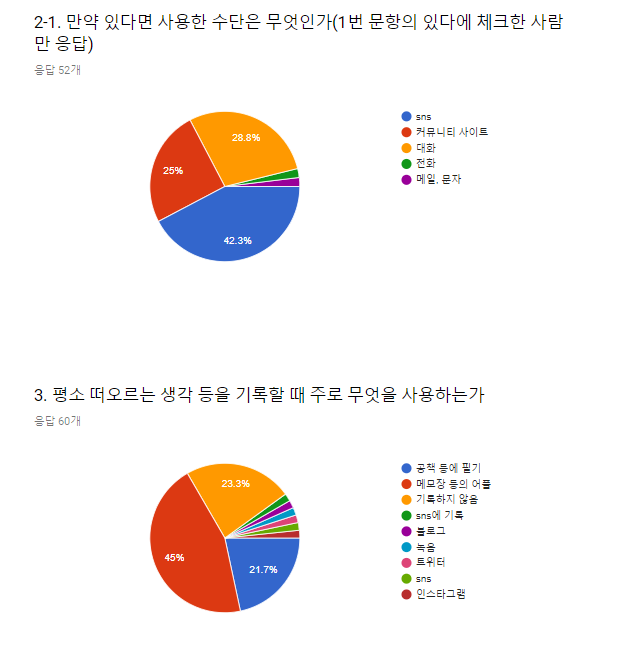 2-1. 만약 있다면 사용한 수단은 무엇인가(1번 문항의 있다에 체크한 사람
만 응답)
응답 52개
28.8%
25%
42.3%
sns
커뮤니티 사이트
대화
전화
메일, 문자
3. 평소 떠오르는 생각 등을 기록할 때 주로 무엇을 사용하는가
응답 60개
23.3%
45%
21.7%
공책 등에 필기
메모장 등의 어플
기록하지 않음
sns에 기록
블로그
녹음
트위터
sns
인스타그램